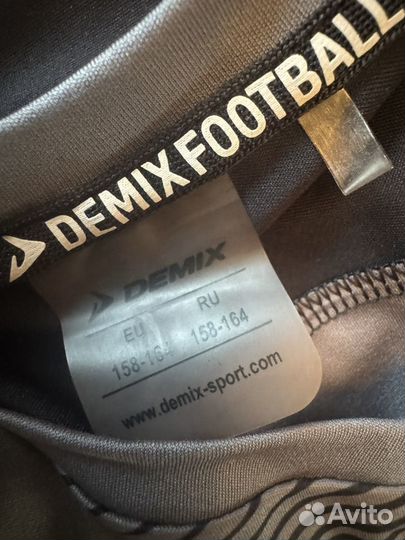 DEMIX FOOTBALL
DEMIX
EU RU
158-164 158-164
www.demix-sport.com
Avito